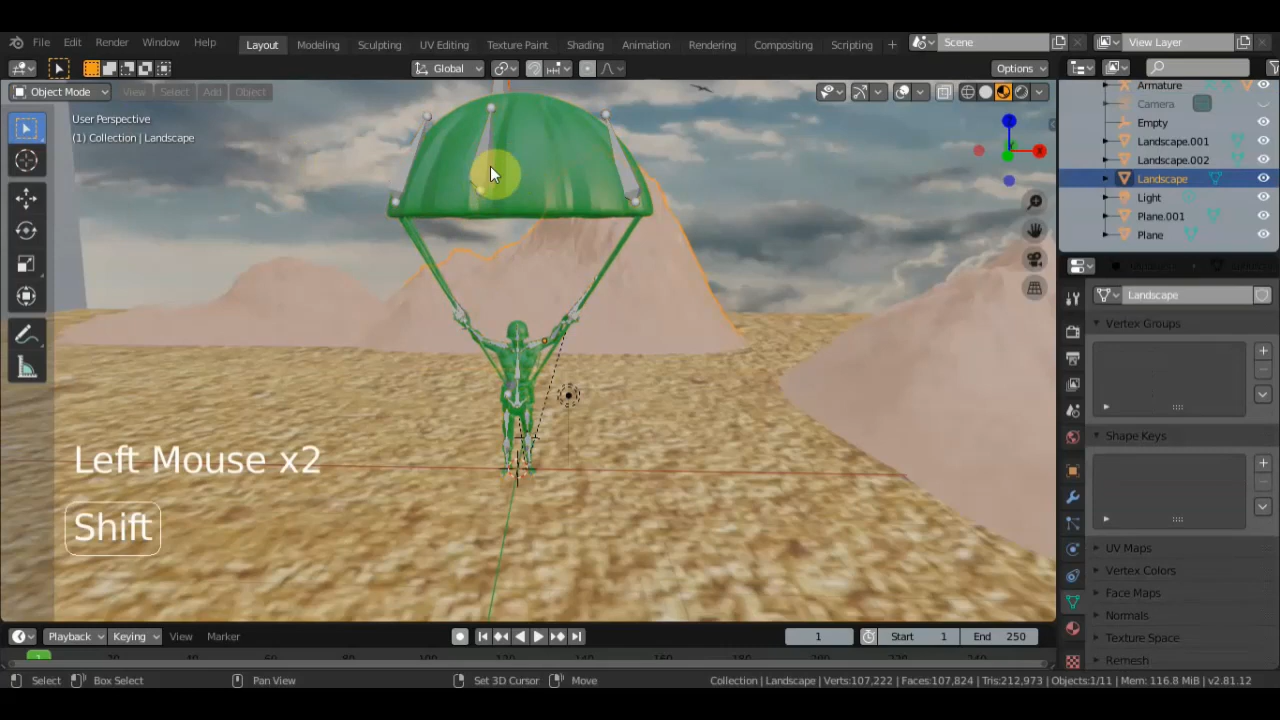 File Edit Render Window Help Layout Modeling Sculpting UV Editing Texture Paint Shading Animation Rendering Compositing Scripting + Scene View Layer
Global Options
Object Mode View Select Add Object
User Perspective
(1) Collection | Landscape
Armature
Camera
Empty
Landscape.001
Landscape.002
Landscape
Light
Plane.001
Plane
Landscape
Vertex Groups
Shape Keys
UV Maps
Vertex Colors
Face Maps
Normals
Texture Space
Remesh
Left Mouse x2
Shift
Playback Keying View Marker 1 Start 1 End 250
1
Select Box Select Pan View Set 3D Cursor Move Collection | Landscape | Verts:107,222 | Faces:107,824 | Tris:212,973 | Objects:1/11 | Mem: 116.8 MiB | v2.81.12